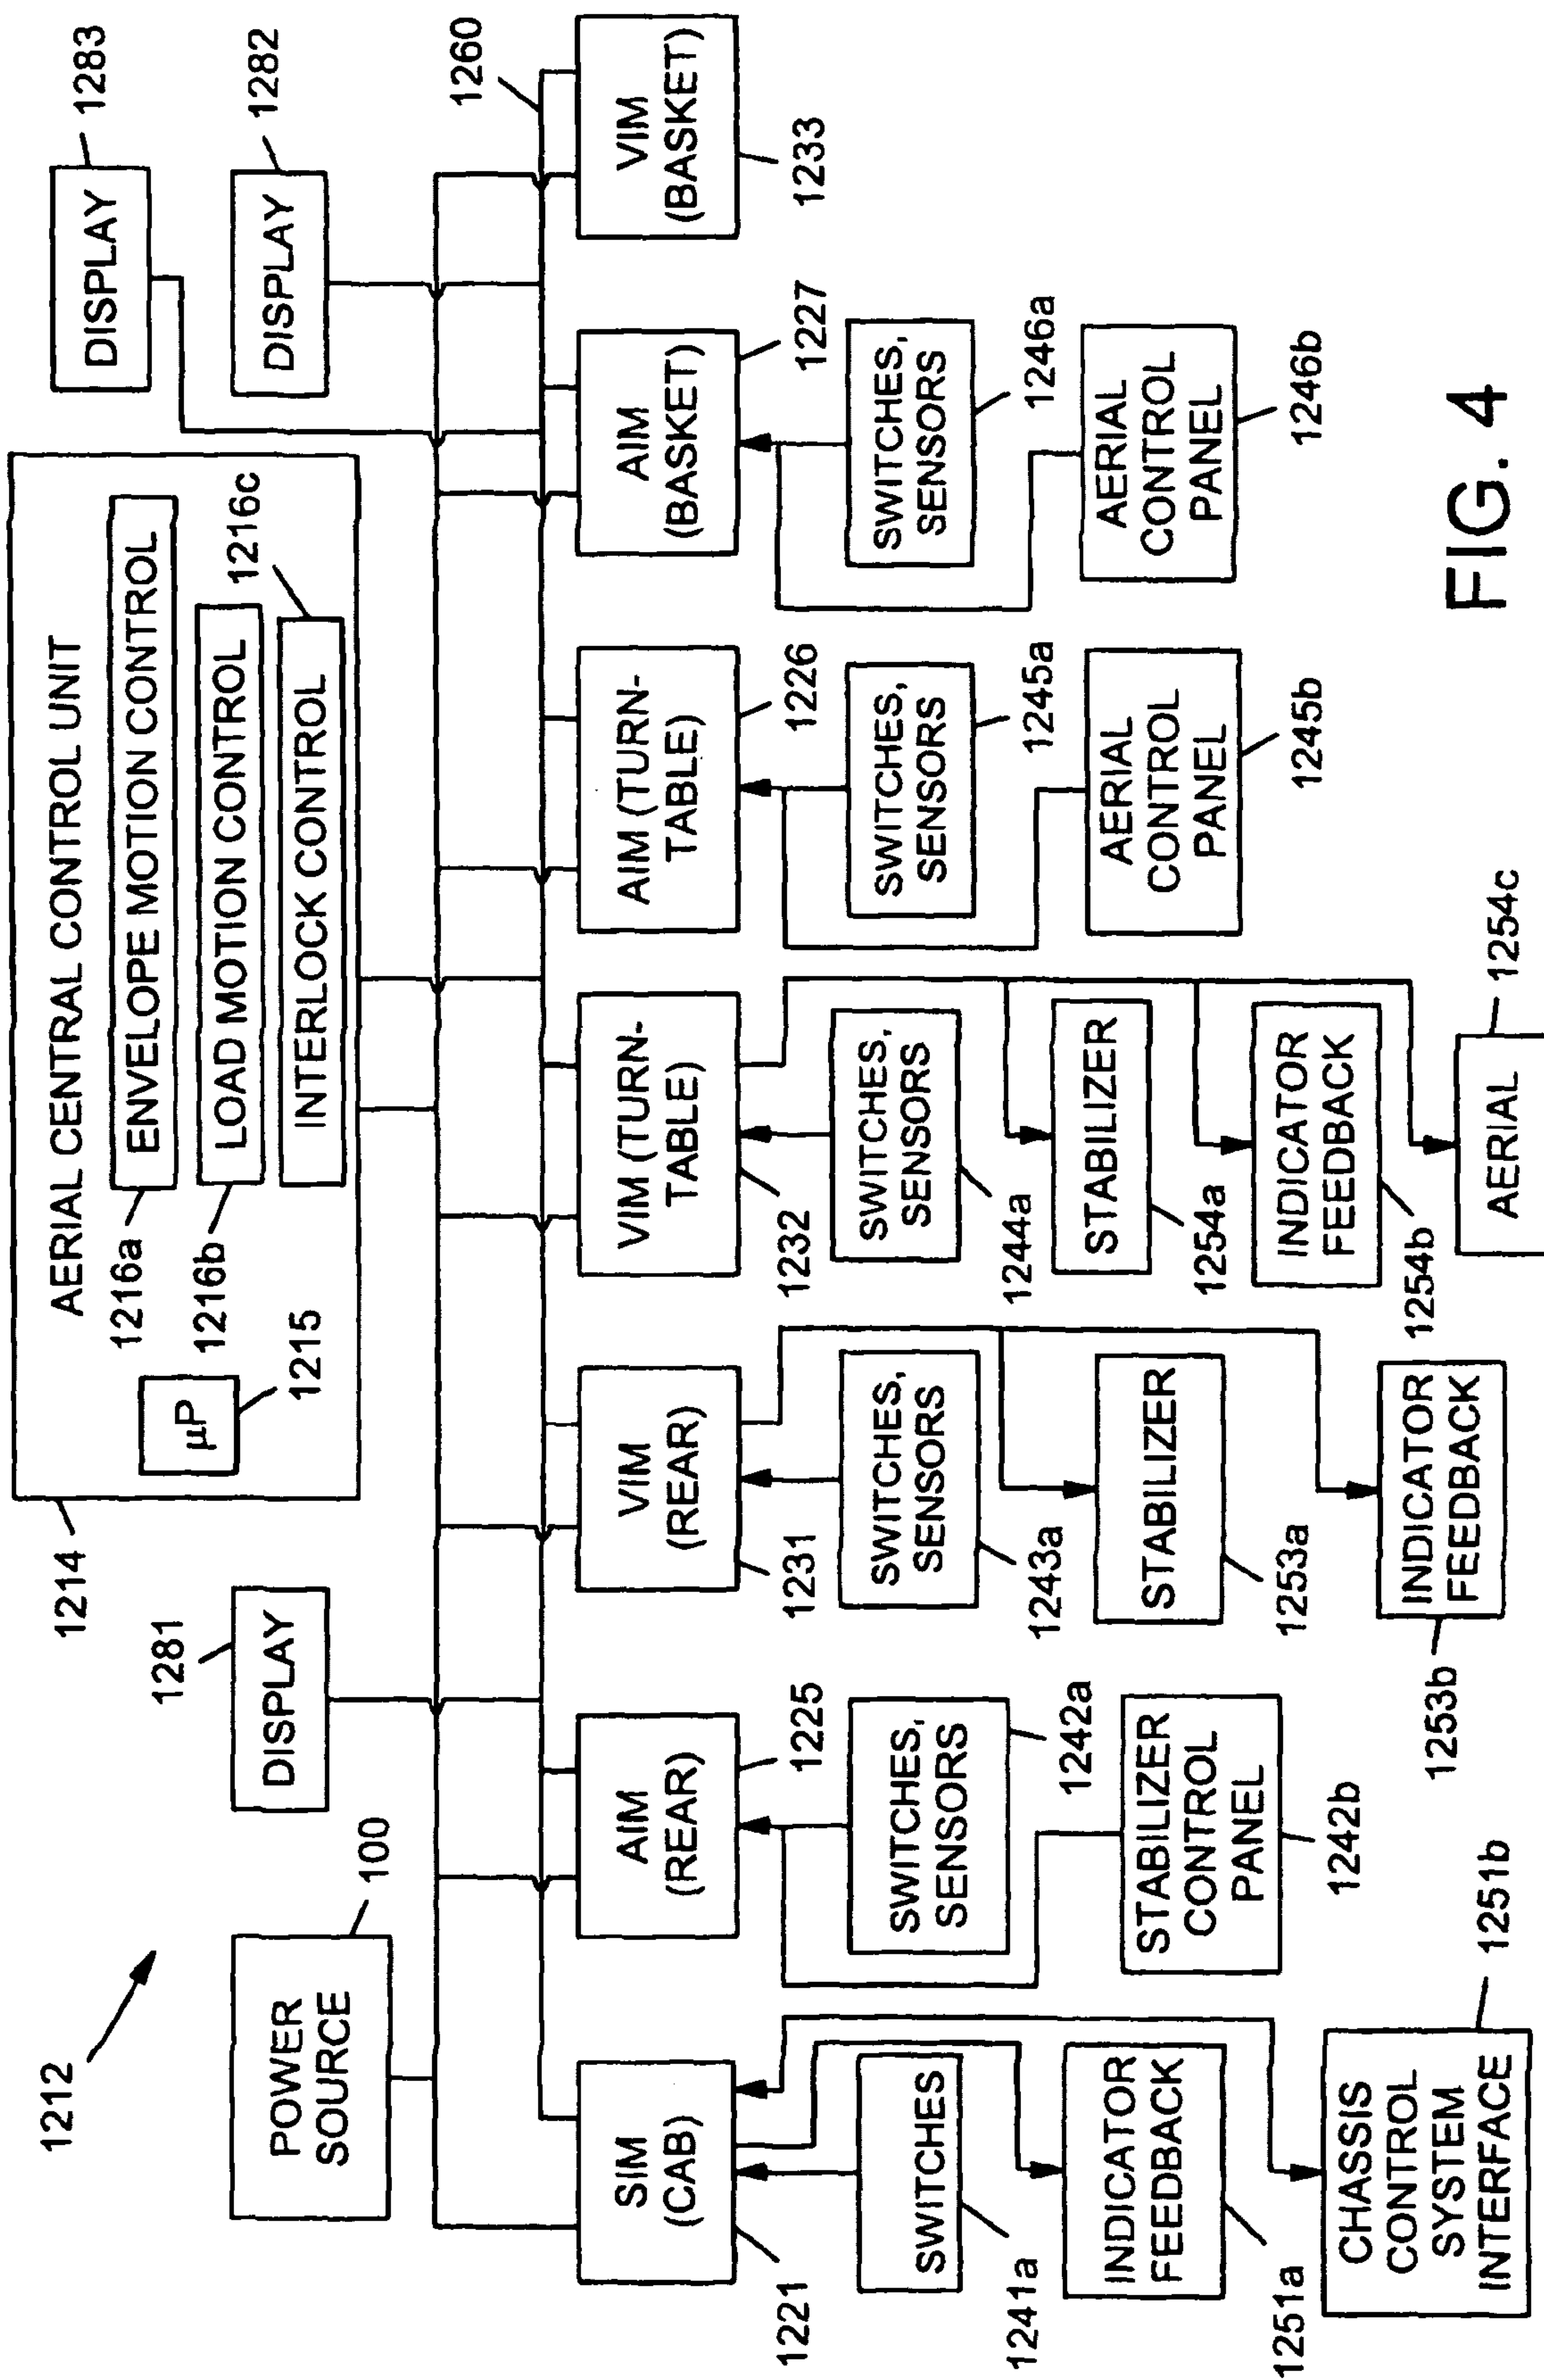 1212
POWER
SOURCE
100
DISPLAY
1281
1214
AERIAL CENTRAL CONTROL UNIT
µP
1215
1216a
ENVELOPE MOTION CONTROL
1216b
LOAD MOTION CONTROL
INTERLOCK CONTROL
1216c
DISPLAY
1283
DISPLAY
1282
1260
SIM
(CAB)
1221
SWITCHES
1241a
INDICATOR
FEEDBACK
1251a
CHASSIS
CONTROL
SYSTEM
INTERFACE
1251b
AIM
(REAR)
1225
SWITCHES,
SENSORS
1242a
STABILIZER
CONTROL
PANEL
1242b
VIM
(REAR)
1231
SWITCHES,
SENSORS
1243a
STABILIZER
1253a
INDICATOR
FEEDBACK
1253b
VIM (TURN-
TABLE)
1232
SWITCHES,
SENSORS
1244a
STABILIZER
1254a
INDICATOR
FEEDBACK
1254b
AERIAL
1254c
AIM (TURN-
TABLE)
1226
SWITCHES,
SENSORS
1245a
AERIAL
CONTROL
PANEL
1245b
AIM
(BASKET)
1227
SWITCHES,
SENSORS
1246a
AERIAL
CONTROL
PANEL
1246b
VIM
(BASKET)
1233
FIG. 4